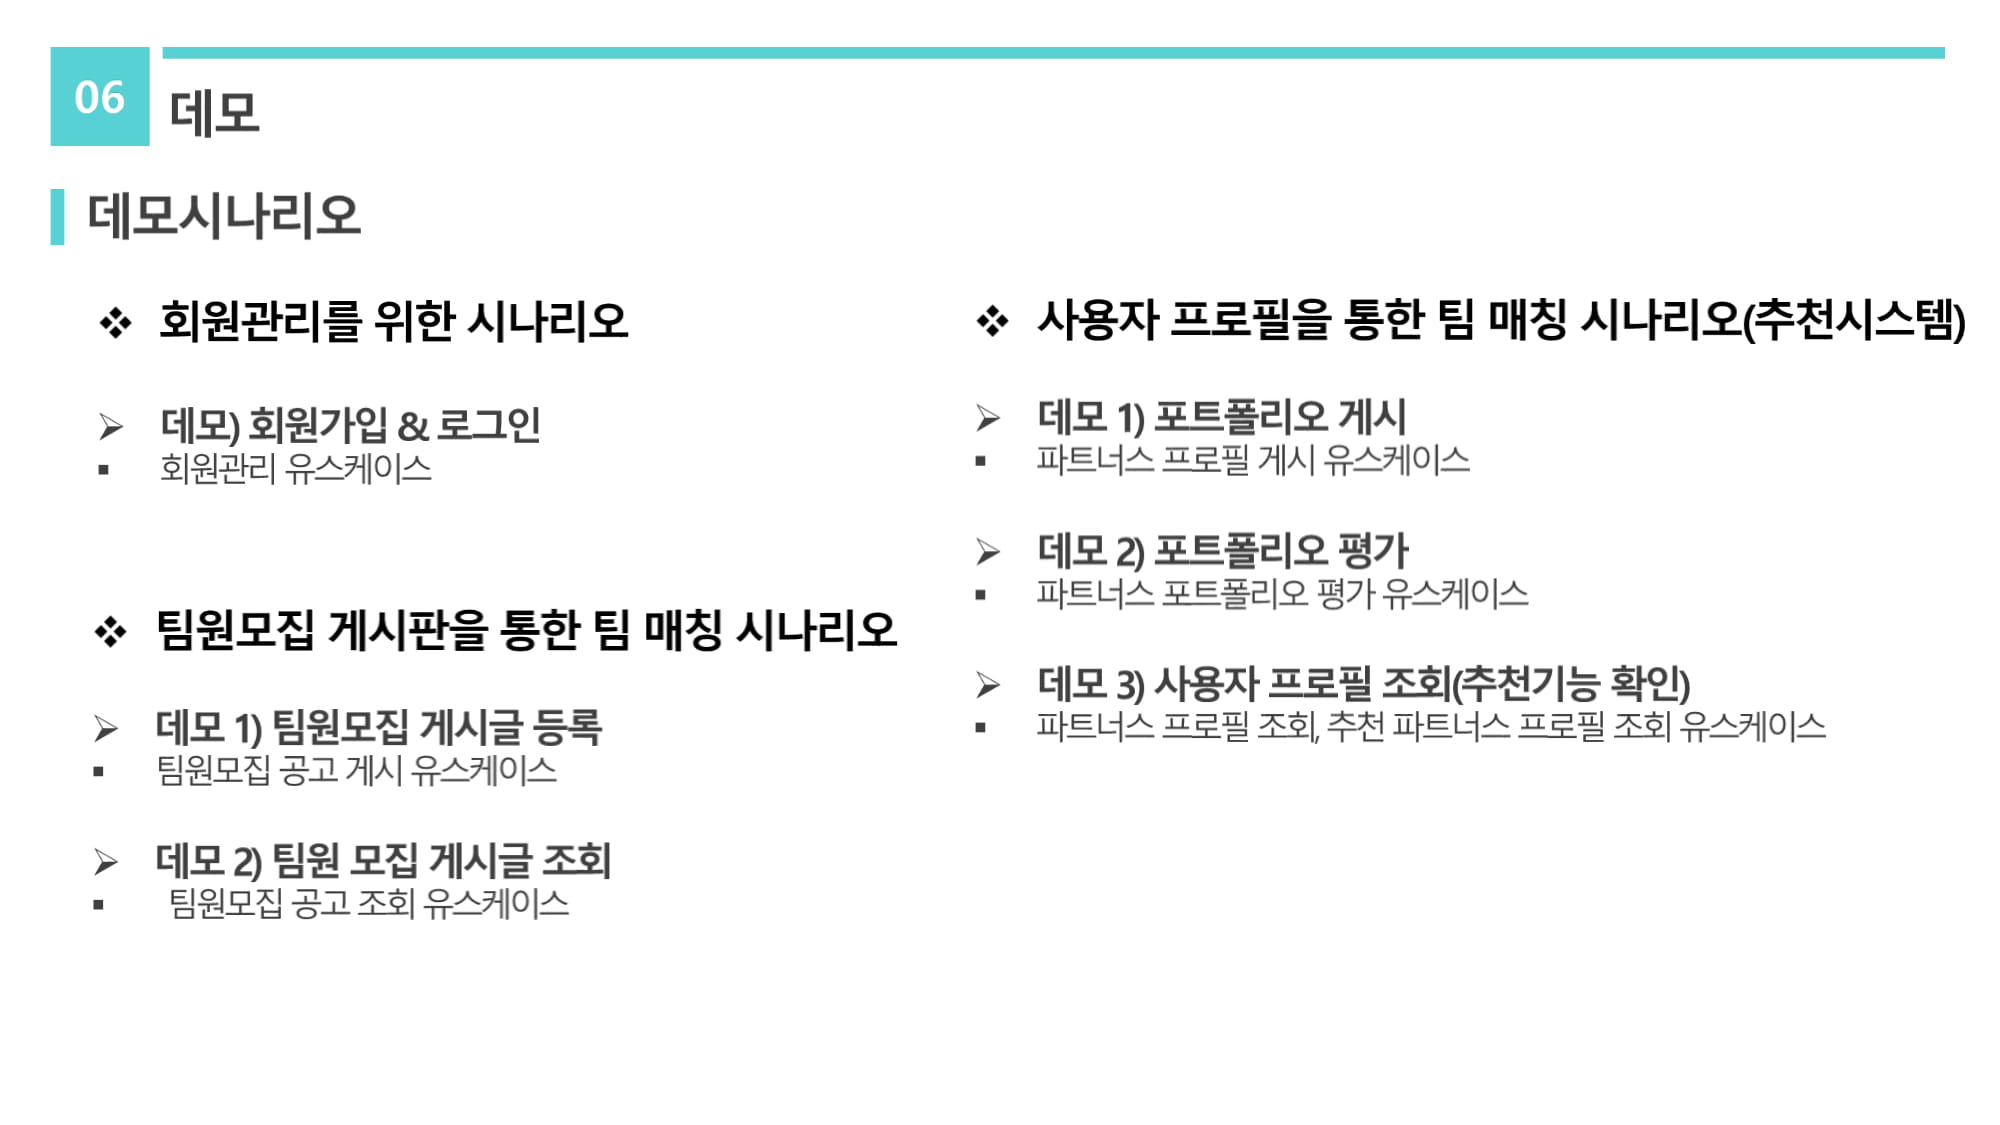 06
데모
데모시나리오
❖ 회원관리를 위한 시나리오
➢ 데모) 회원가입 & 로그인
▪ 회원관리 유스케이스
❖ 팀원모집 게시판을 통한 팀 매칭 시나리오
➢ 데모 1) 팀원모집 게시글 등록
▪ 팀원모집 공고 게시 유스케이스
➢ 데모 2) 팀원 모집 게시글 조회
▪ 팀원모집 공고 조회 유스케이스
❖ 사용자 프로필을 통한 팀 매칭 시나리오(추천시스템)
➢ 데모 1) 포트폴리오 게시
▪ 파트너스 프로필 게시 유스케이스
➢ 데모 2) 포트폴리오 평가
▪ 파트너스 포트폴리오 평가 유스케이스
➢ 데모 3) 사용자 프로필 조회(추천기능 확인)
▪ 파트너스 프로필 조회, 추천 파트너스 프로필 조회 유스케이스